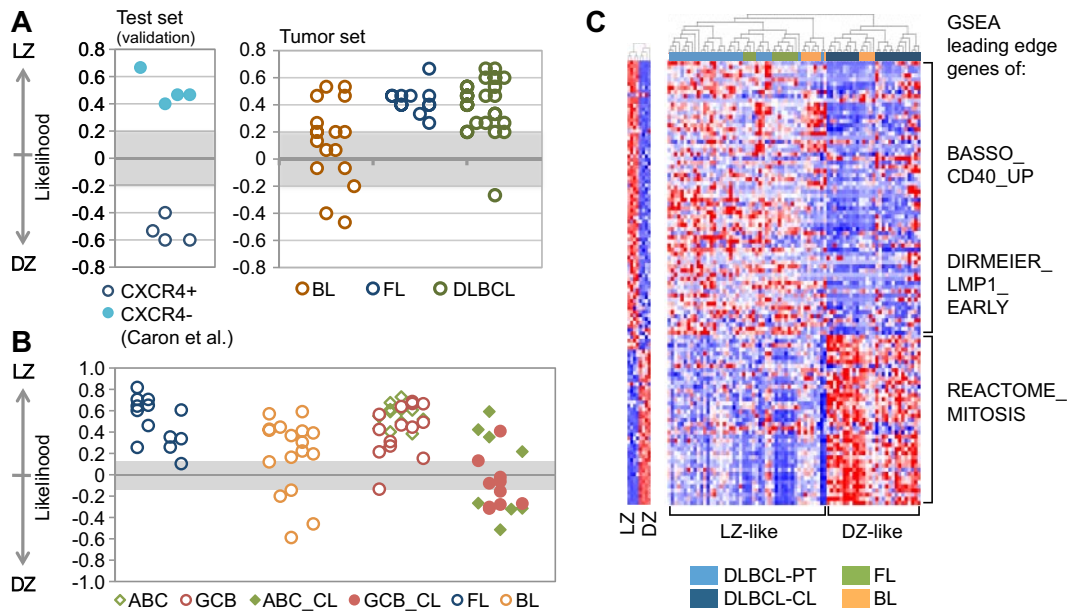 A
LZ
Likelihood
DZ
Test set
(validation)
0.8
0.6
0.4
0.2
0
-0.2
-0.4
-0.6
-0.8
CXCR4+
CXCR4-
(Caron et al.)
Tumor set
0.8
0.6
0.4
0.2
0
-0.2
-0.4
-0.6
-0.8
BL
FL
DLBCL
B
LZ
Likelihood
DZ
1.0
0.8
0.6
0.4
0.2
0
-0.2
-0.4
-0.6
-0.8
-1.0
ABC
GCB
ABC_CL
GCB_CL
FL
BL
C
GSEA
leading edge
genes of:
BASSO_
CD40_UP
DIRMEIER_
LMP1_
EARLY
REACTOME_
MITOSIS
LZ
DZ
LZ-like
DZ-like
DLBCL-PT
DLBCL-CL
FL
BL